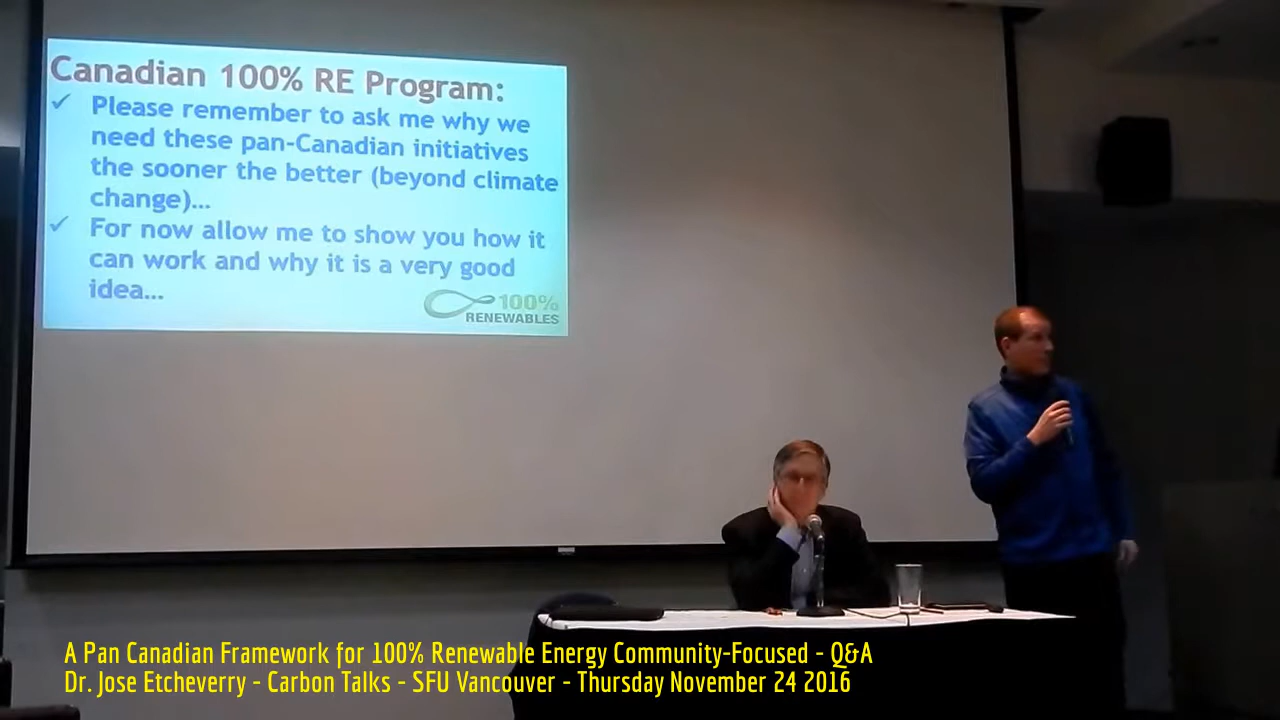 Canadian 100% RE Program:
✓ Please remember to ask me why we
need these pan-Canadian initiatives
the sooner the better (beyond climate
change)...
✓ For now allow me to show you how it
can work and why it is a very good
idea...
100%
RENEWABLES
A Pan Canadian Framework for 100% Renewable Energy Community-Focused - Q&A
Dr. Jose Etcheverry - Carbon Talks - SFU Vancouver - Thursday November 24 2016